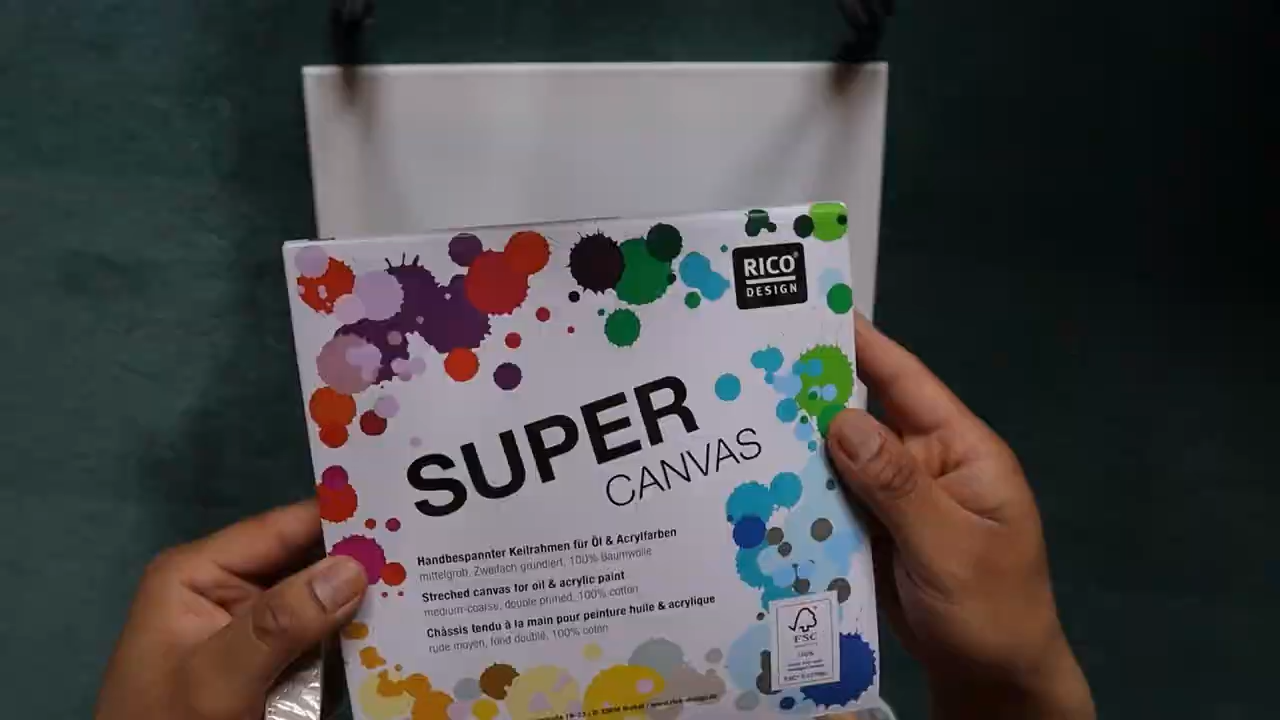 RICO®
DESIGN
SUPER
CANVAS
Handbespannter Keilrahmen für Öl & Acrylfarben
mittelgrob, Zweifach grundiert, 100% Baumwolle
Streched canvas for oil & acrylic paint
medium-coarse, double primed, 100% cotton
Châssis tendu à la main pour peinture huile & acrylique
rude moyen, fond double, 100% coton
FSC